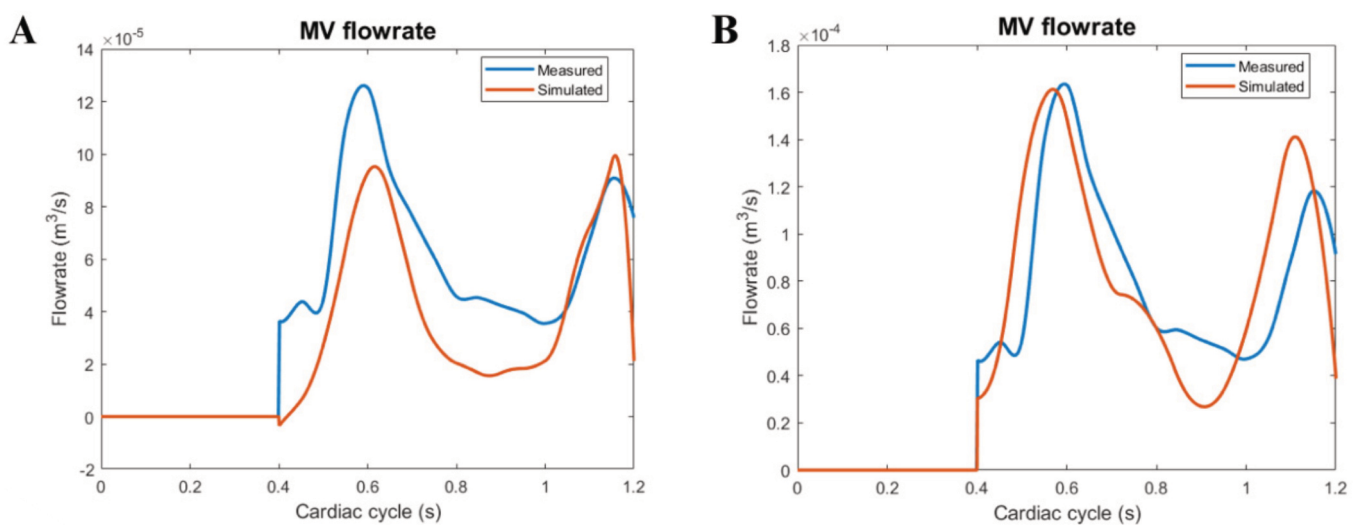 A
MV flowrate
×10⁻⁵
14
12
10
8
6
4
2
0
-2
Flowrate (m³/s)
0 0.2 0.4 0.6 0.8 1 1.2
Cardiac cycle (s)
Measured
Simulated
B
MV flowrate
×10⁻⁴
1.8
1.6
1.4
1.2
1
0.8
0.6
0.4
0.2
0
Flowrate (m³/s)
0 0.2 0.4 0.6 0.8 1 1.2
Cardiac cycle (s)
Measured
Simulated